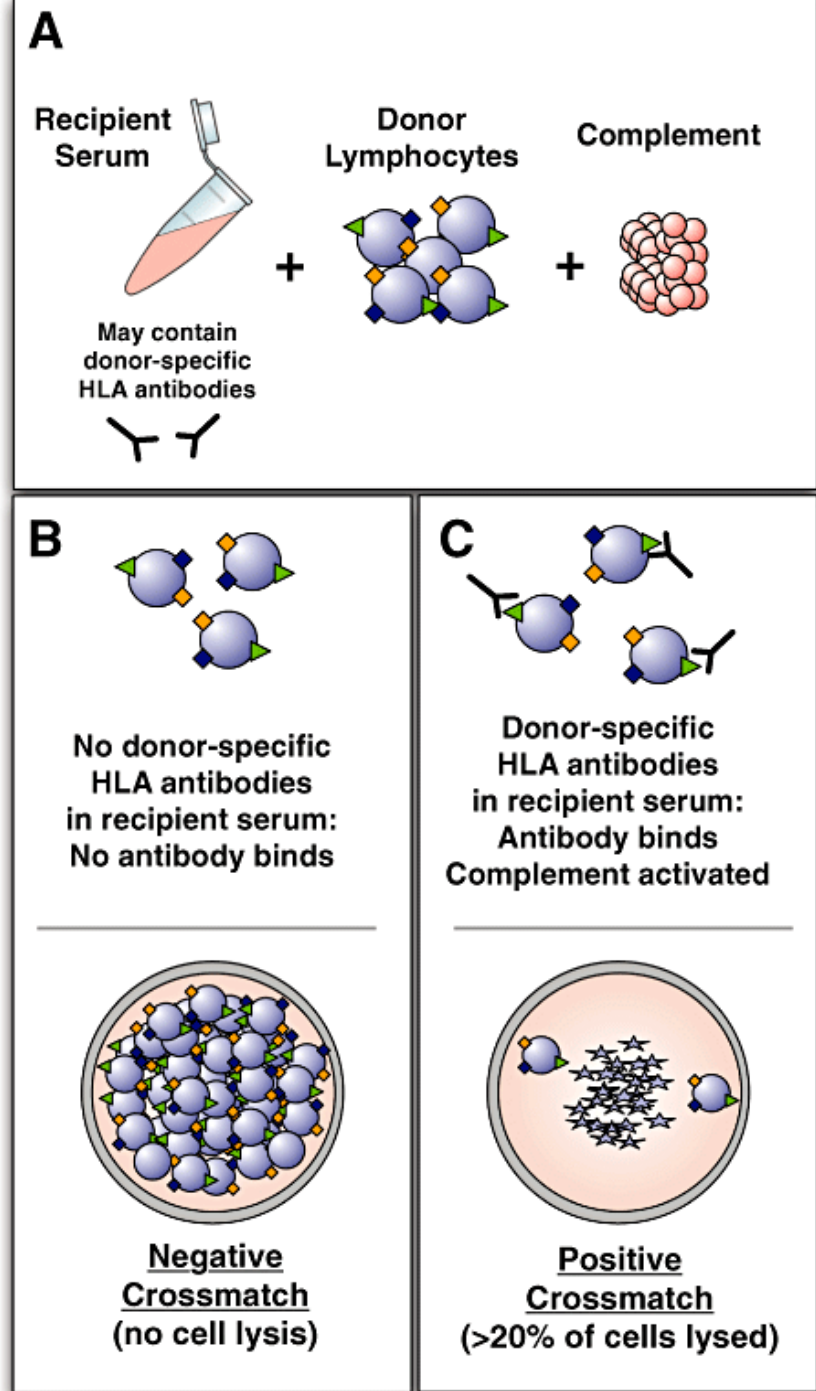 A
Recipient
Serum
Donor
Lymphocytes
Complement
+
+
May contain
donor-specific
HLA antibodies
B
No donor-specific
HLA antibodies
in recipient serum:
No antibody binds
Negative
Crossmatch
(no cell lysis)
C
Donor-specific
HLA antibodies
in recipient serum:
Antibody binds
Complement activated
Positive
Crossmatch
(>20% of cells lysed)